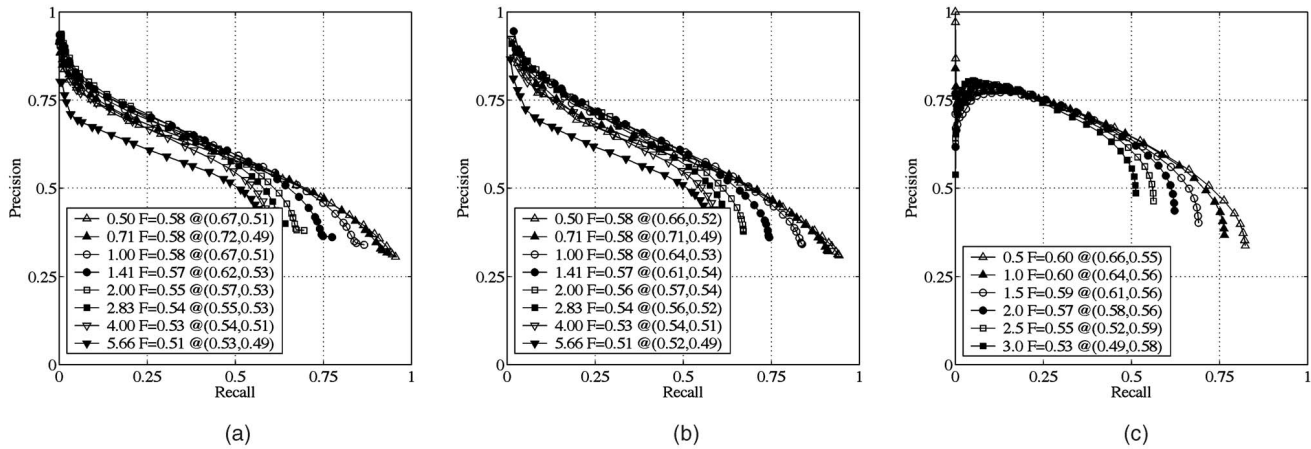 1
0.75
0.5
0.25
0
Precision
0.50 F=0.58 @(0.67,0.51)
0.71 F=0.58 @(0.72,0.49)
1.00 F=0.58 @(0.67,0.51)
1.41 F=0.57 @(0.62,0.53)
2.00 F=0.55 @(0.57,0.53)
2.83 F=0.54 @(0.55,0.53)
4.00 F=0.53 @(0.54,0.51)
5.66 F=0.51 @(0.53,0.49)
0 0.25 0.5 0.75 1
Recall
(a)
1
0.75
0.5
0.25
0
Precision
0.50 F=0.58 @(0.66,0.52)
0.71 F=0.58 @(0.71,0.49)
1.00 F=0.58 @(0.64,0.53)
1.41 F=0.57 @(0.61,0.54)
2.00 F=0.56 @(0.57,0.54)
2.83 F=0.54 @(0.56,0.52)
4.00 F=0.53 @(0.54,0.51)
5.66 F=0.51 @(0.52,0.49)
0 0.25 0.5 0.75 1
Recall
(b)
1
0.75
0.5
0.25
0
Precision
0.5 F=0.60 @(0.66,0.55)
1.0 F=0.60 @(0.64,0.56)
1.5 F=0.59 @(0.61,0.56)
2.0 F=0.57 @(0.58,0.56)
2.5 F=0.55 @(0.52,0.59)
3.0 F=0.53 @(0.49,0.58)
0 0.25 0.5 0.75 1
Recall
(c)